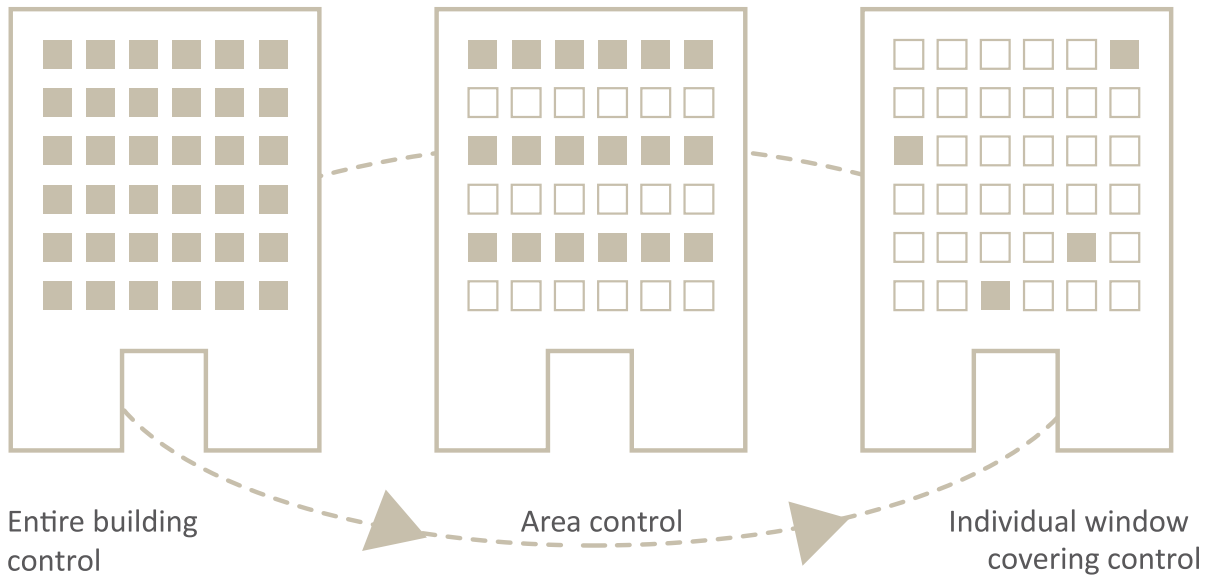 Entire building
control
Area control
Individual window
covering control